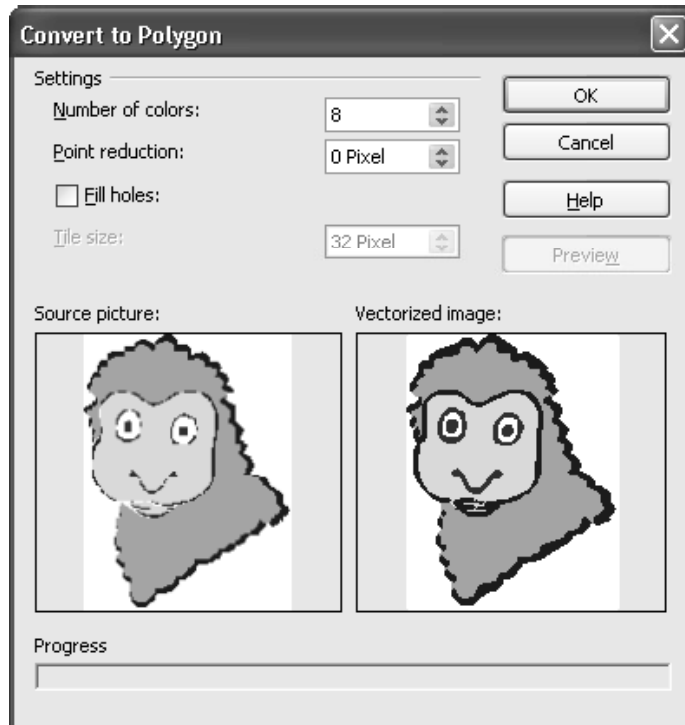 Convert to Polygon
Settings
Number of colors:
8
Point reduction:
0 Pixel
Fill holes:
Tile size:
32 Pixel
OK
Cancel
Help
Preview
Source picture:
Vectorized image:
Progress